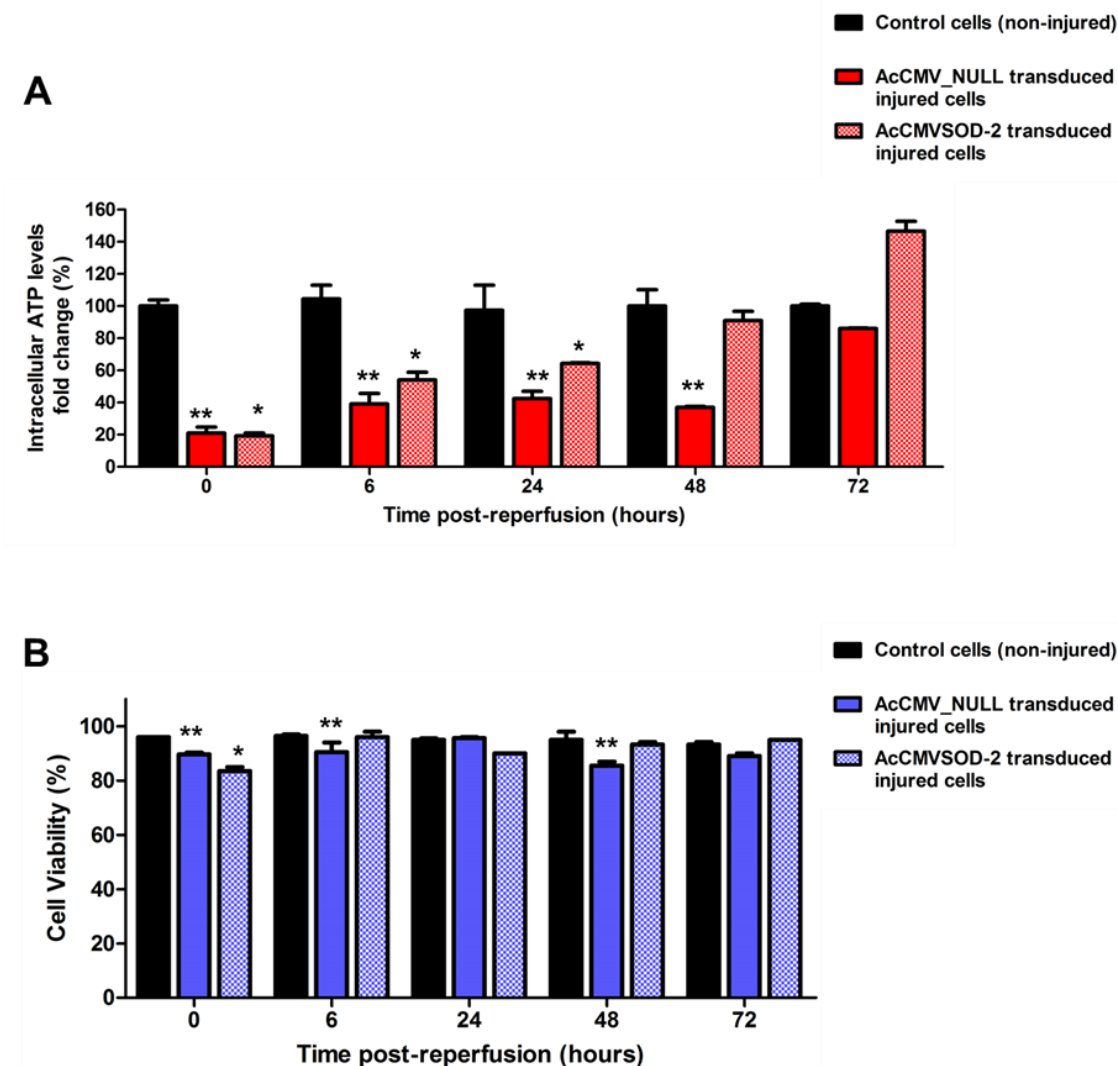 Control cells (non-injured)
A
AcCMV_NULL transduced
injured cells
AcCMVSOD-2 transduced
injured cells
Intracellular ATP levels
fold change (%)
160
140
120
100
80
60
40
20
0
** *
** *
** *
**
0 6 24 48 72
Time post-reperfusion (hours)
B
Control cells (non-injured)
AcCMV_NULL transduced
injured cells
AcCMVSOD-2 transduced
injured cells
Cell Viability (%)
100
80
60
40
20
0
** *
**
**
0 6 24 48 72
Time post-reperfusion (hours)